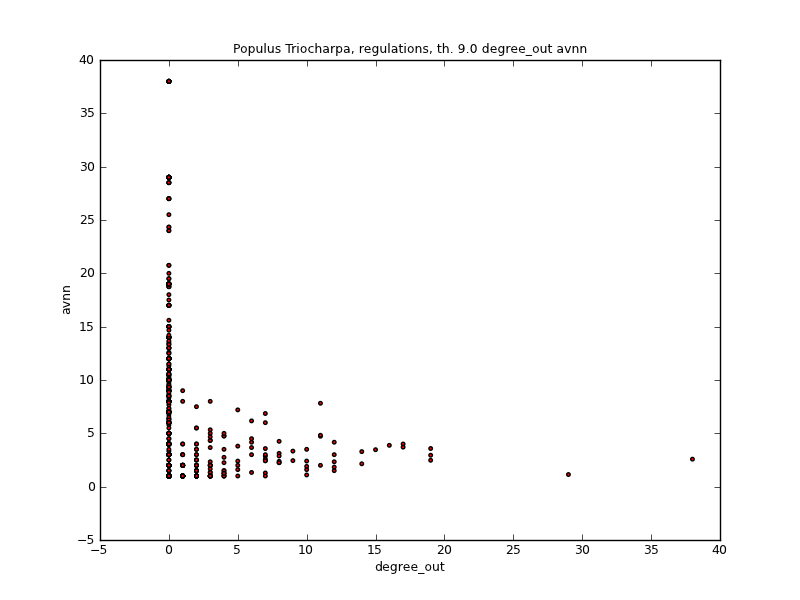 Populus Triocharpa, regulations, th. 9.0 degree_out avnn
40
35
30
25
20
15
10
5
0
−5
avnn
−5 0 5 10 15 20 25 30 35 40
degree_out